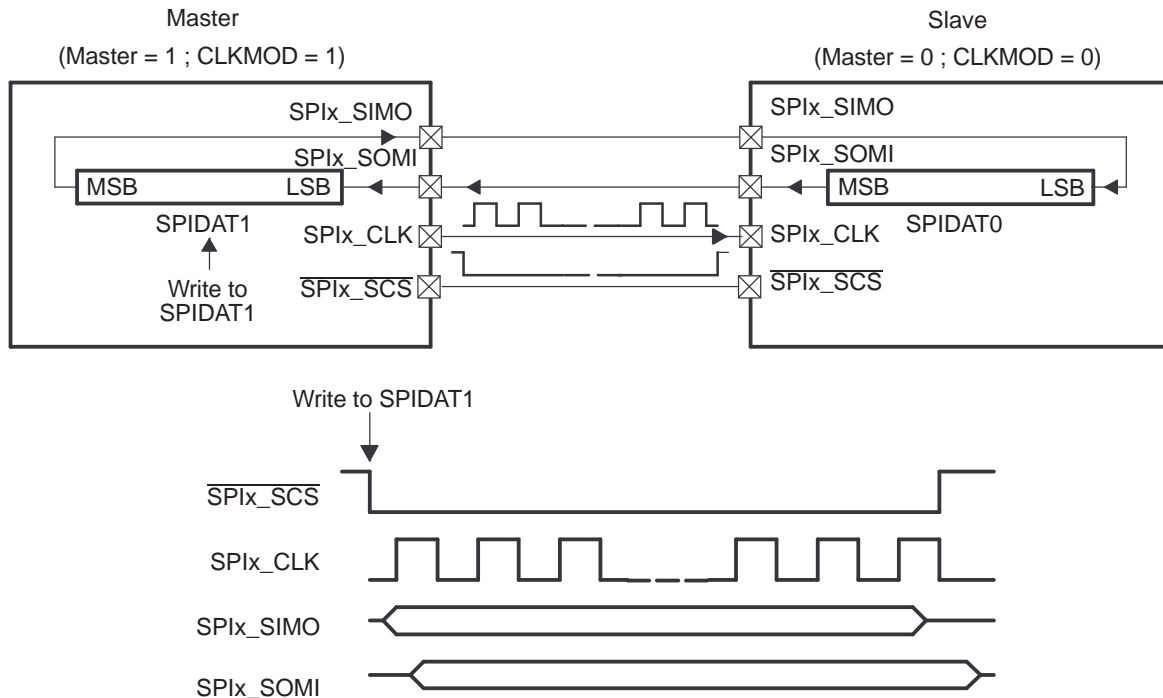 Master
(Master = 1 ; CLKMOD = 1)
Slave
(Master = 0 ; CLKMOD = 0)
SPIx_SIMO
SPIx_SOMI
MSB LSB
SPIDAT1
Write to
SPIDAT1
SPIx_CLK
SPIx_SCS
SPIx_SIMO
SPIx_SOMI
MSB LSB
SPIDAT0
SPIx_CLK
SPIx_SCS
Write to SPIDAT1
SPIx_SCS
SPIx_CLK
SPIx_SIMO
SPIx_SOMI